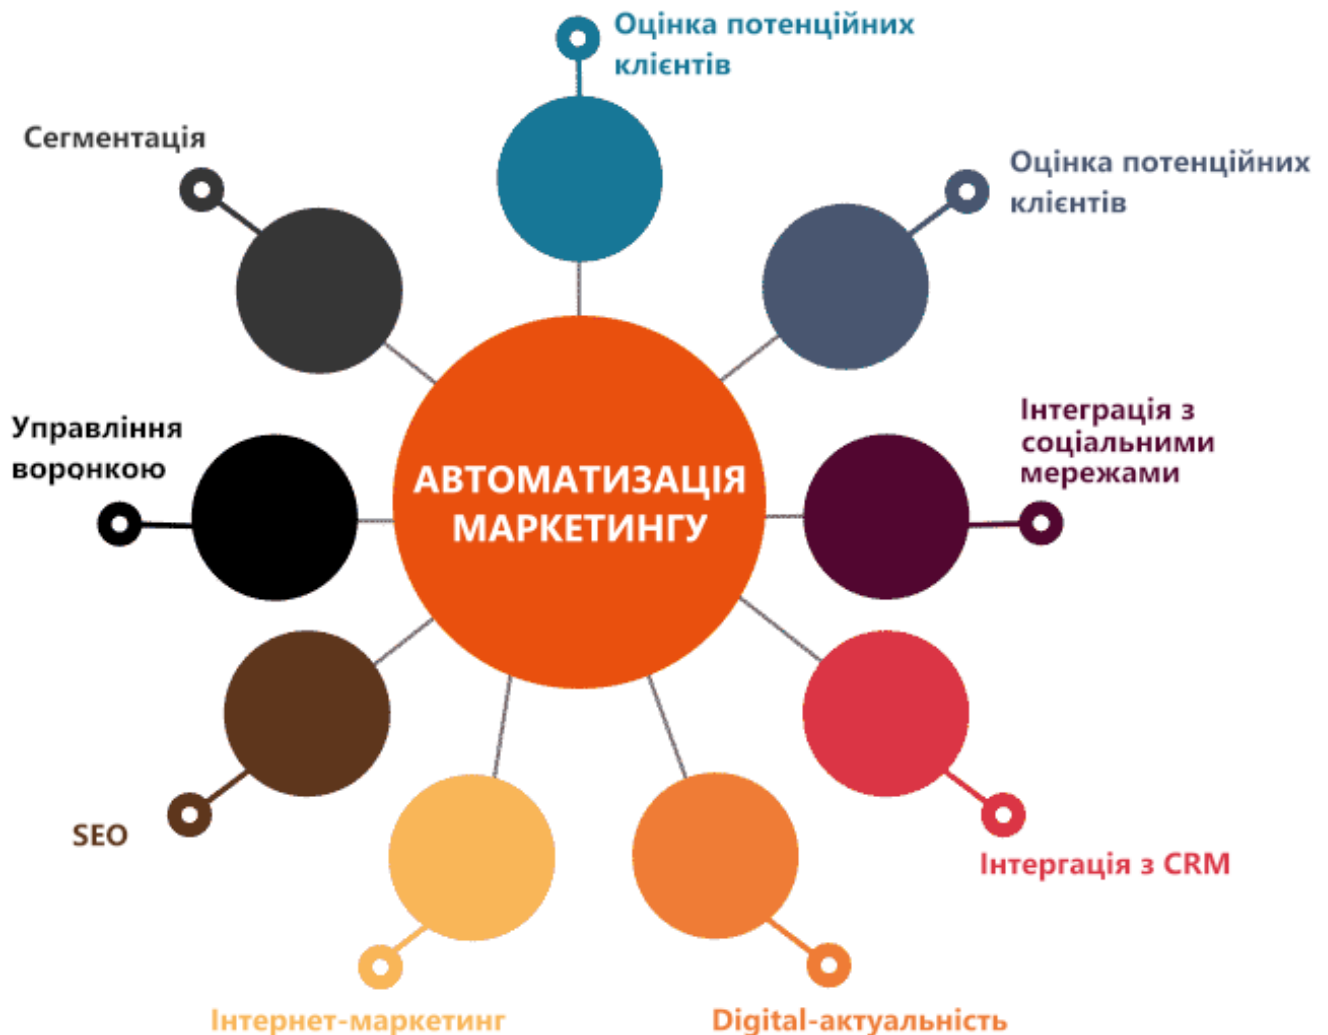 Оцінка потенційних
клієнтів
Сегментація
Оцінка потенційних
клієнтів
Інтеграція з
соціальними
мережами
Управління
воронкою
АВТОМАТИЗАЦІЯ
МАРКЕТИНГУ
SEO
Інтергація з CRM
Інтернет-маркетинг
Digital-актуальність